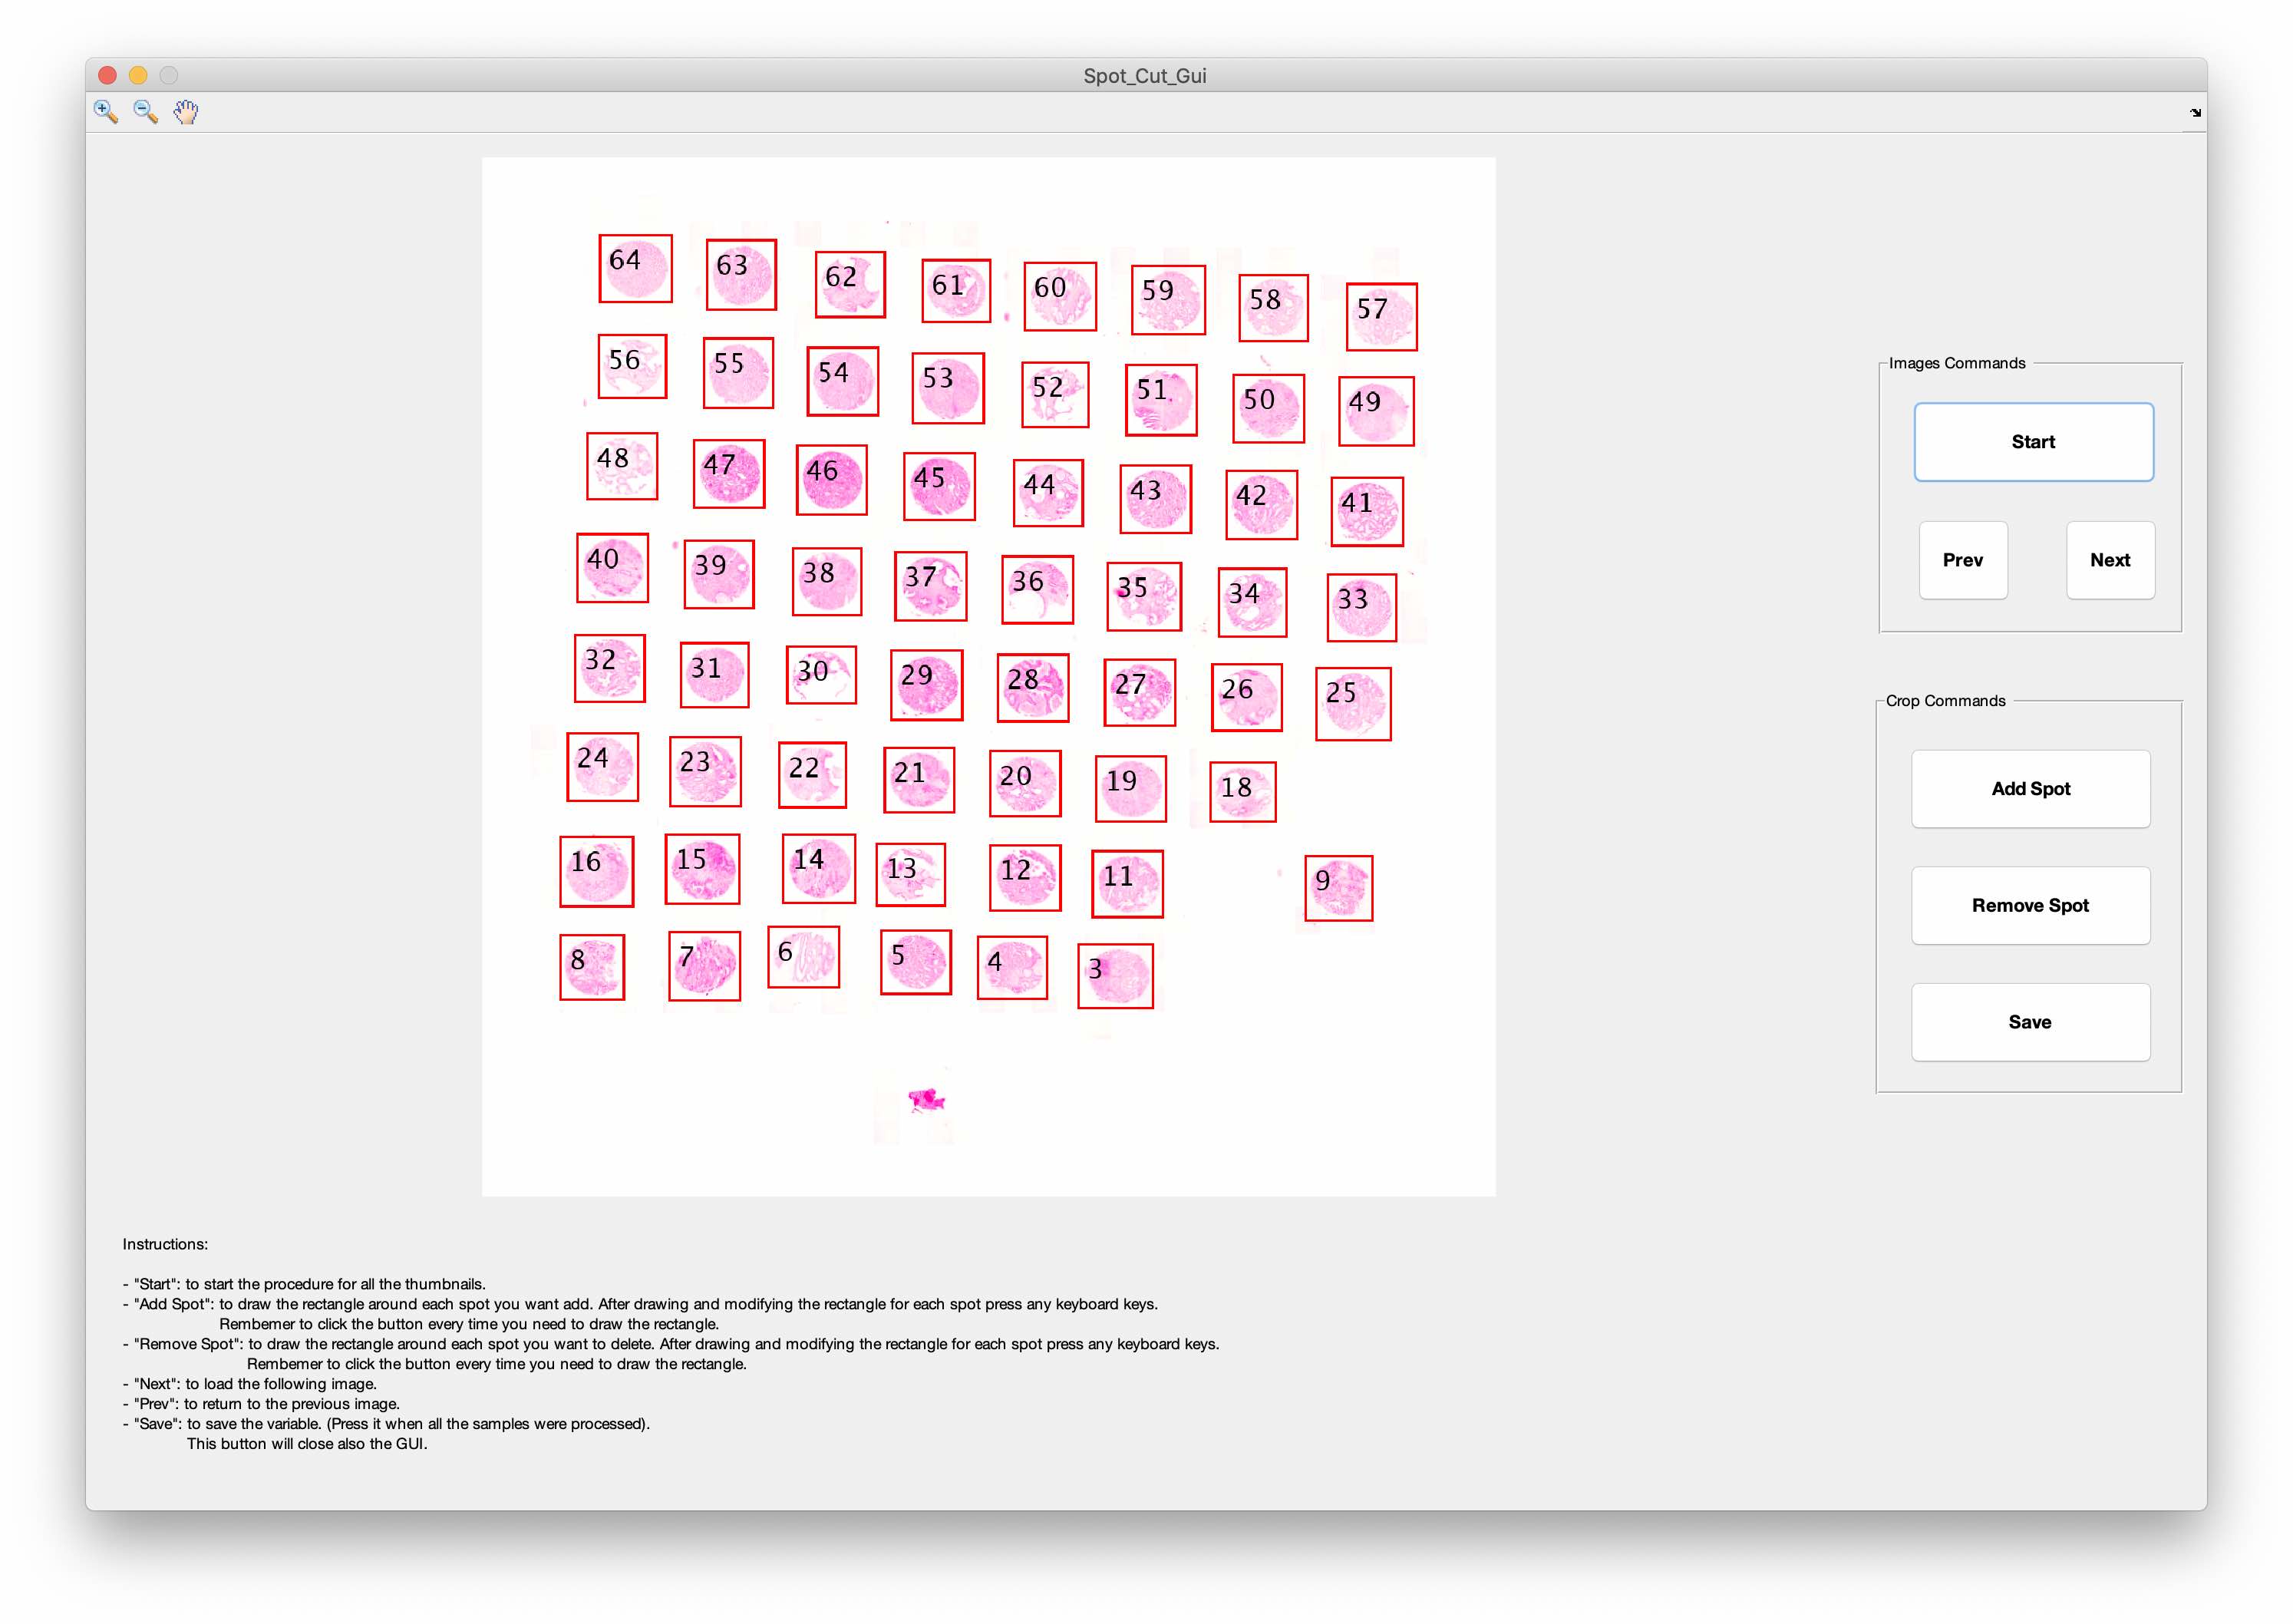 Spot_Cut_Gui
64 63 62 61 60 59 58 57
56 55 54 53 52 51 50 49
48 47 46 45 44 43 42 41
40 39 38 37 36 35 34 33
32 31 30 29 28 27 26 25
24 23 22 21 20 19 18
16 15 14 13 12 11 9
8 7 6 5 4 3
Images Commands
Start
Prev Next
Crop Commands
Add Spot
Remove Spot
Save
Instructions:
- "Start": to start the procedure for all the thumbnails.
- "Add Spot": to draw the rectangle around each spot you want add. After drawing and modifying the rectangle for each spot press any keyboard keys.
Rembemer to click the button every time you need to draw the rectangle.
- "Remove Spot": to draw the rectangle around each spot you want to delete. After drawing and modifying the rectangle for each spot press any keyboard keys.
Rembemer to click the button every time you need to draw the rectangle.
- "Next": to load the following image.
- "Prev": to return to the previous image.
- "Save": to save the variable. (Press it when all the samples were processed).
This button will close also the GUI.